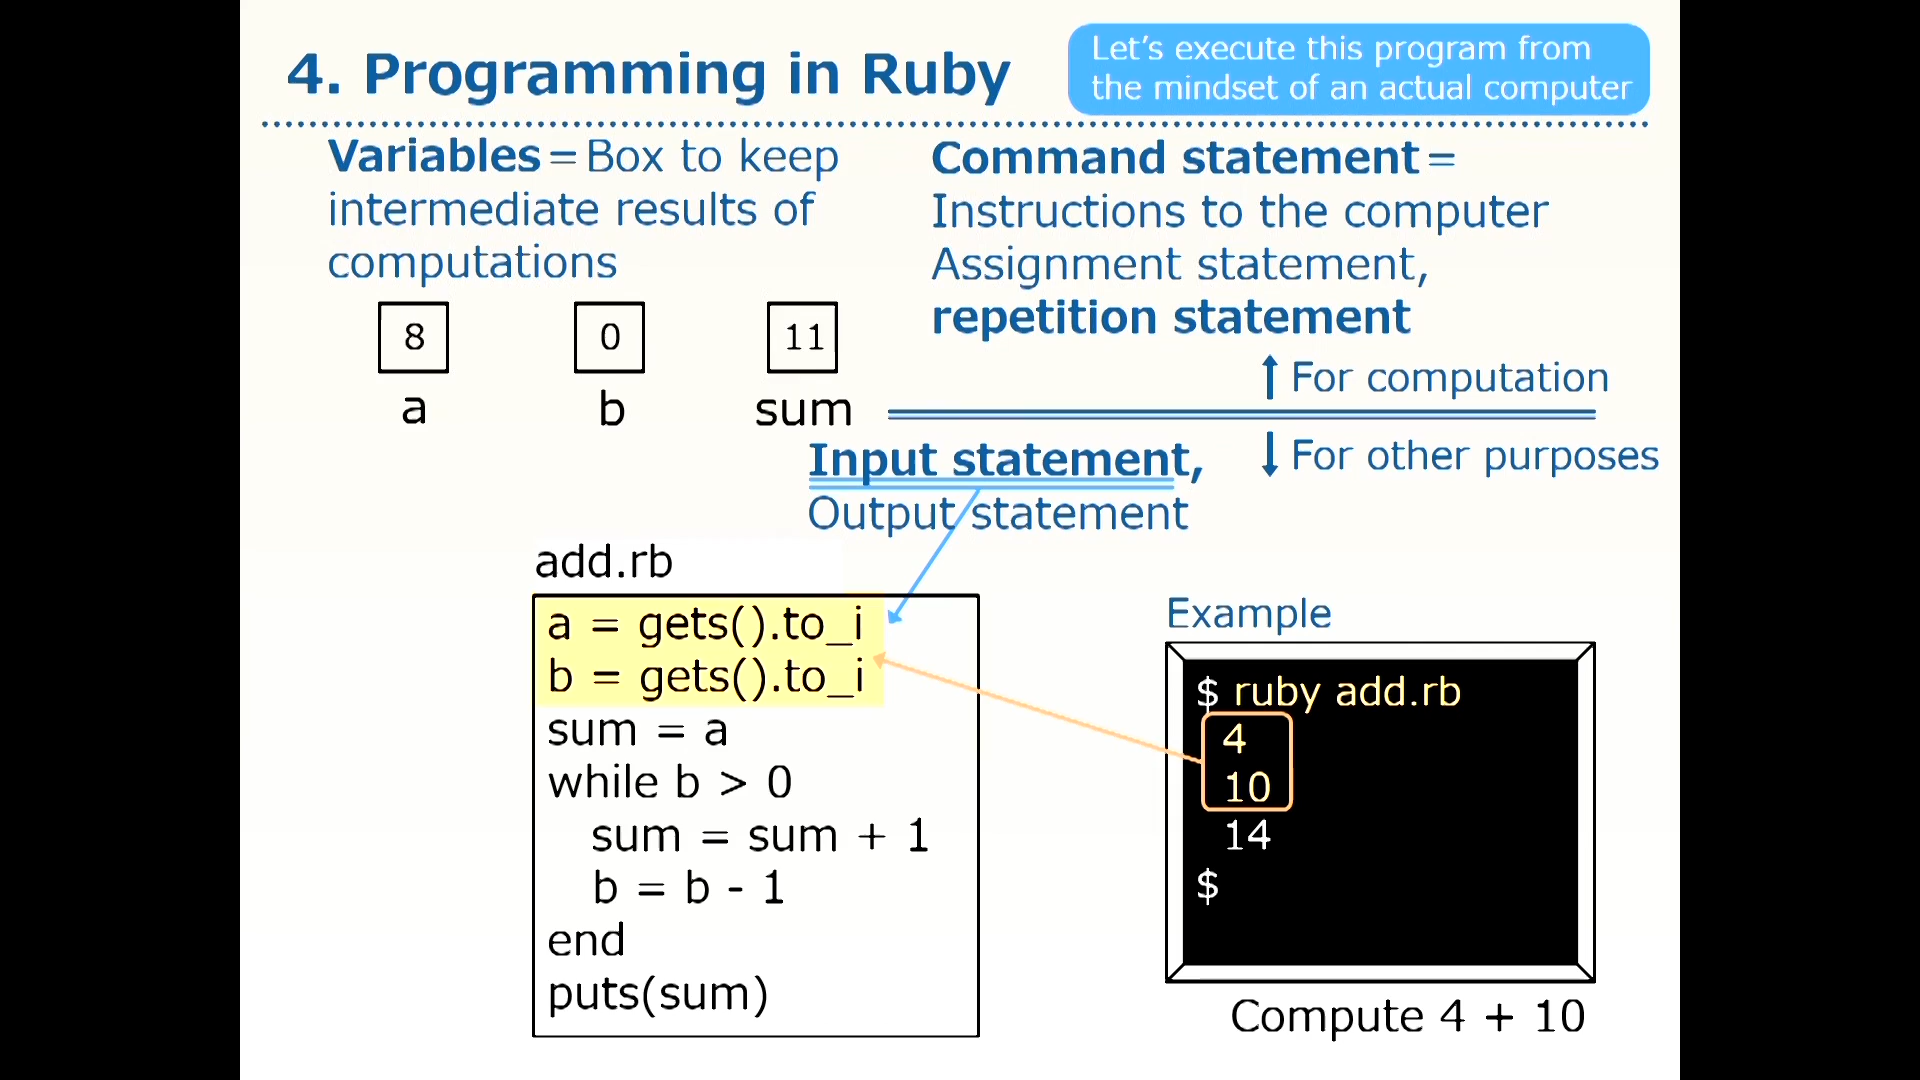 4. Programming in Ruby
Let's execute this program from
the mindset of an actual computer
Variables=Box to keep
intermediate results of
computations
8
0
11
a
b
sum
Command statement=
Instructions to the computer
Assignment statement,
repetition statement
For computation
For other purposes
Input statement,
Output statement
add.rb
a = gets().to_i
b = gets().to_i
sum = a
while b > 0
sum = sum + 1
b = b - 1
end
puts(sum)
Example
$ ruby add.rb
4
10
14
$
Compute 4 + 10